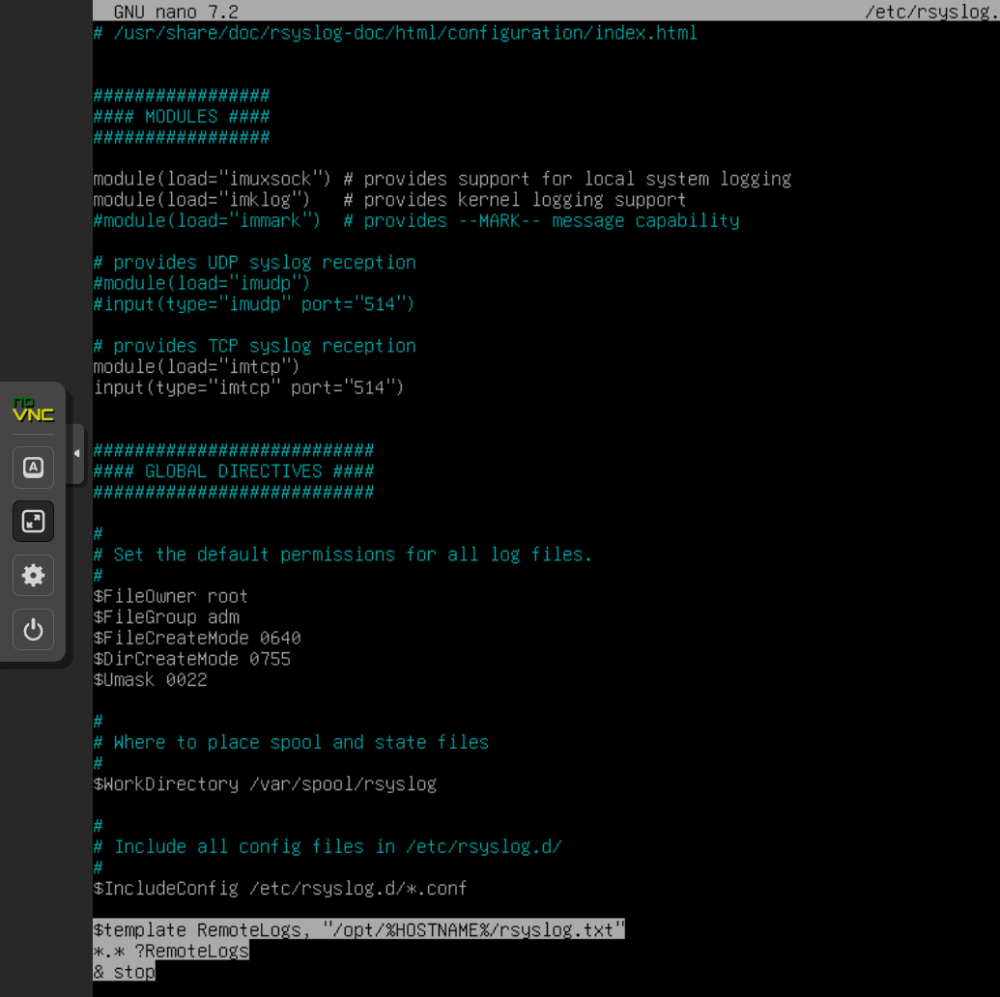 GNU nano 7.2 /etc/rsyslog.
# /usr/share/doc/rsyslog-doc/html/configuration/index.html
#################
#### MODULES ####
#################
module(load="imuxsock") # provides support for local system logging
module(load="imklog")   # provides kernel logging support
#module(load="immark")  # provides --MARK-- message capability
# provides UDP syslog reception
#module(load="imudp")
#input(type="imudp" port="514")
# provides TCP syslog reception
module(load="imtcp")
input(type="imtcp" port="514")
###########################
#### GLOBAL DIRECTIVES ####
###########################
#
# Set the default permissions for all log files.
#
$FileOwner root
$FileGroup adm
$FileCreateMode 0640
$DirCreateMode 0755
$Umask 0022
#
# Where to place spool and state files
#
$WorkDirectory /var/spool/rsyslog
#
# Include all config files in /etc/rsyslog.d/
#
$IncludeConfig /etc/rsyslog.d/*.conf
$template RemoteLogs, "/opt/%HOSTNAME%/rsyslog.txt"
*.* ?RemoteLogs
& stop
no
VNC
A